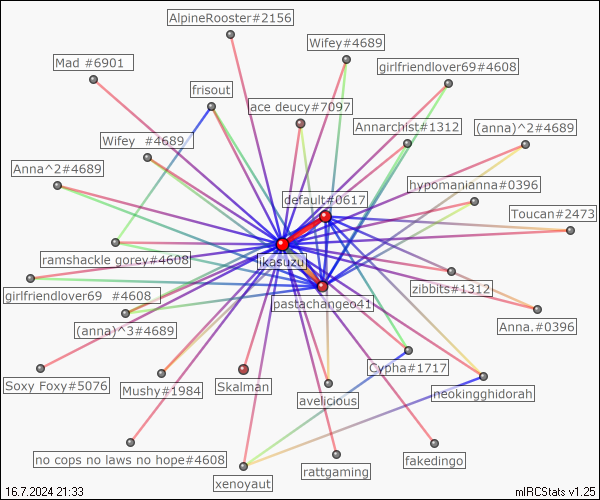 AlpineRooster#2156
Wifey#4689
Mad #6901
girlfriendlover69#4608
frisout
ace deucy#7097
Annarchist#1312
(anna)^2#4689
Wifey  #4689
Anna^2#4689
hypomanianna#0396
default#0617
Toucan#2473
ramshackle gorey#4608
ikasuzu
zibbits#1312
girlfriendlover69  #4608
pastachangeo41
(anna)^3#4689
Anna.#0396
Cypha#1717
Soxy Foxy#5076
Mushy#1984
Skalman
avelicious
neokingghidorah
no cops no laws no hope#4608
rattgaming
fakedingo
xenoyaut
16.7.2024 21:33
mIRCStats v1.25